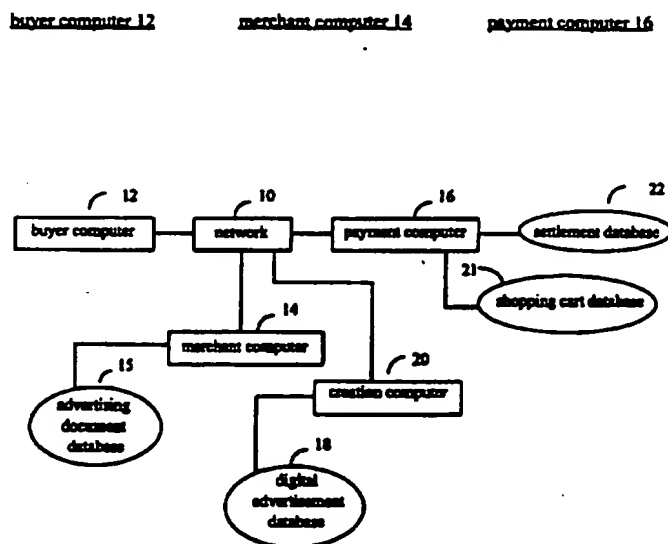 buyer computer 12 merchant computer 14 payment computer 16
12
10
16
22
buyer computer
network
payment computer
settlement database
21
shopping cart database
14
merchant computer
15
20
advertising
document
database
creation computer
18
digital
advertisement
database